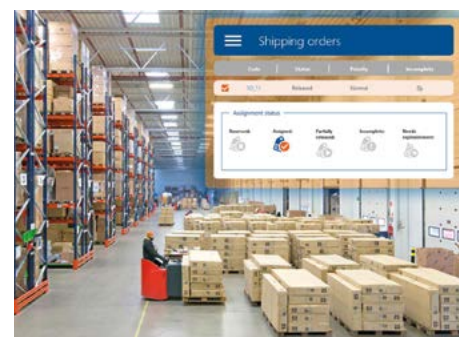 Shipping orders
Code Status Priority Incomplete
Released Normal
Assignment status
Reserved Assigned Partially released Incomplete Needs replenishment